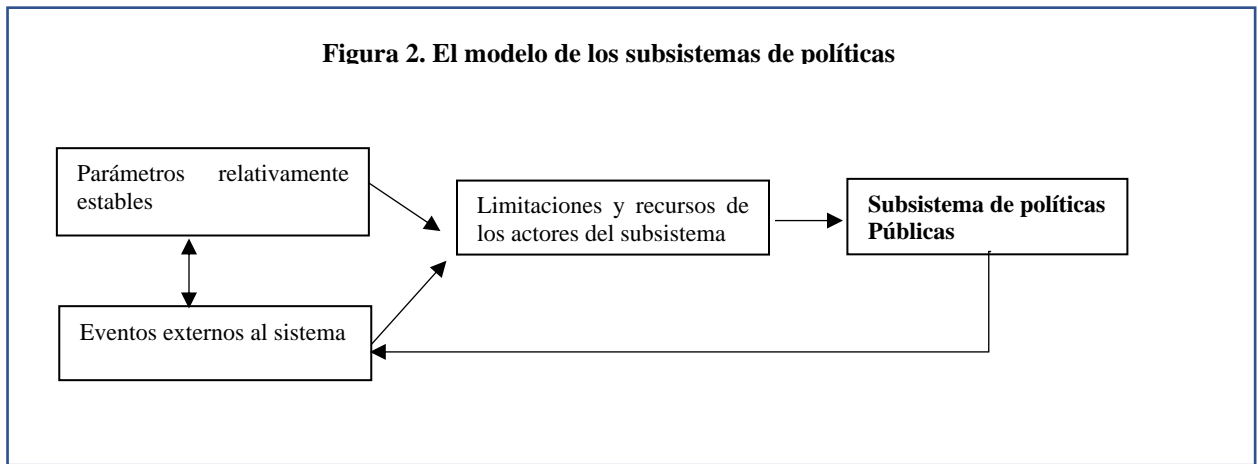 Figura 2. El modelo de los subsistemas de políticas
Parámetros relativamente
estables
Limitaciones y recursos de
los actores del subsistema
Subsistema de políticas
Públicas
Eventos externos al sistema